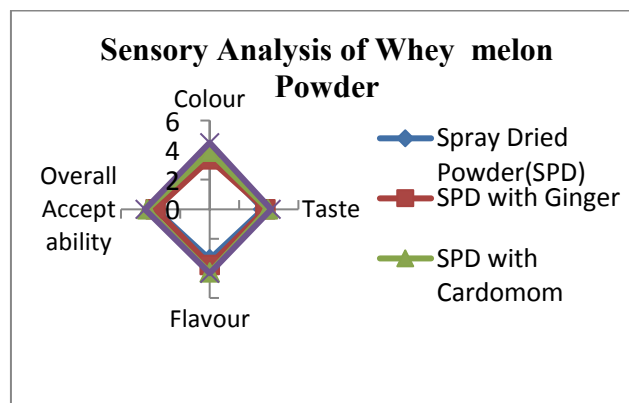 Sensory Analysis of Whey melon
Powder
Colour
6
4
2
0
Overall
Accept
ability
Taste
Flavour
Spray Dried
Powder(SPD)
SPD with Ginger
SPD with
Cardomom